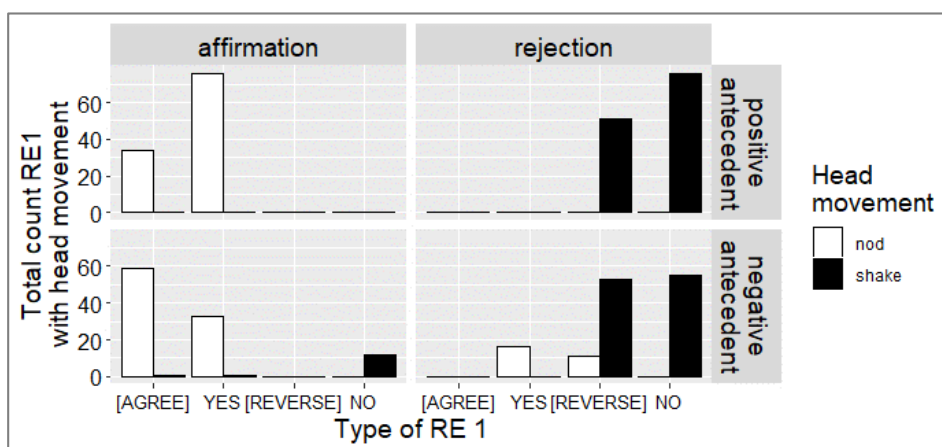 affirmation
rejection
Total count RE1
with head movement
60
40
20
0
positive
antecedent
60
40
20
0
negative
antecedent
[AGREE] YES [REVERSE] NO
[AGREE] YES [REVERSE] NO
Type of RE 1
Head
movement
nod
shake